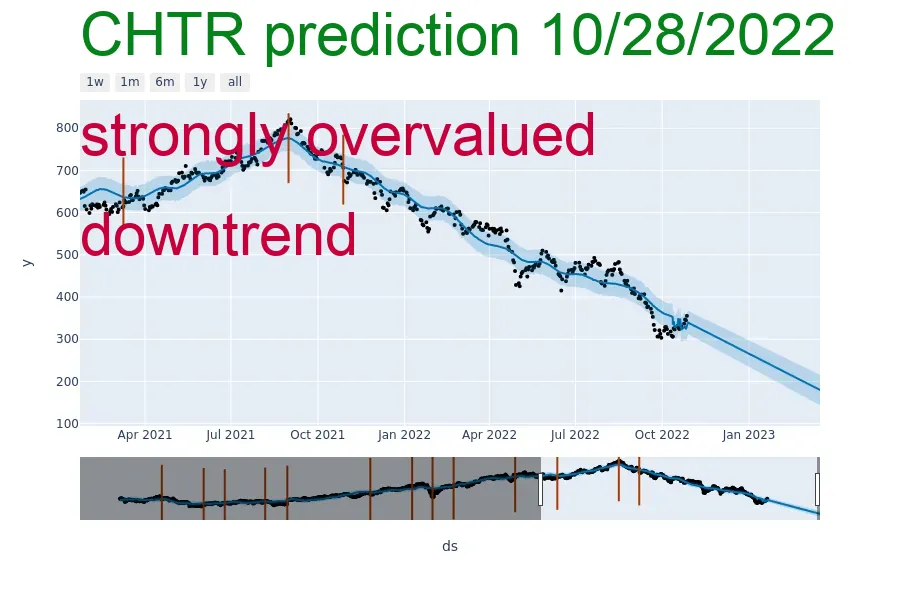 CHTR prediction 10/28/2022
1w 1m 6m 1y all
800
strongly overvalued
700
600
downtrend
500
y
400
300
200
100
Apr 2021 Jul 2021 Oct 2021 Jan 2022 Apr 2022 Jul 2022 Oct 2022 Jan 2023
ds